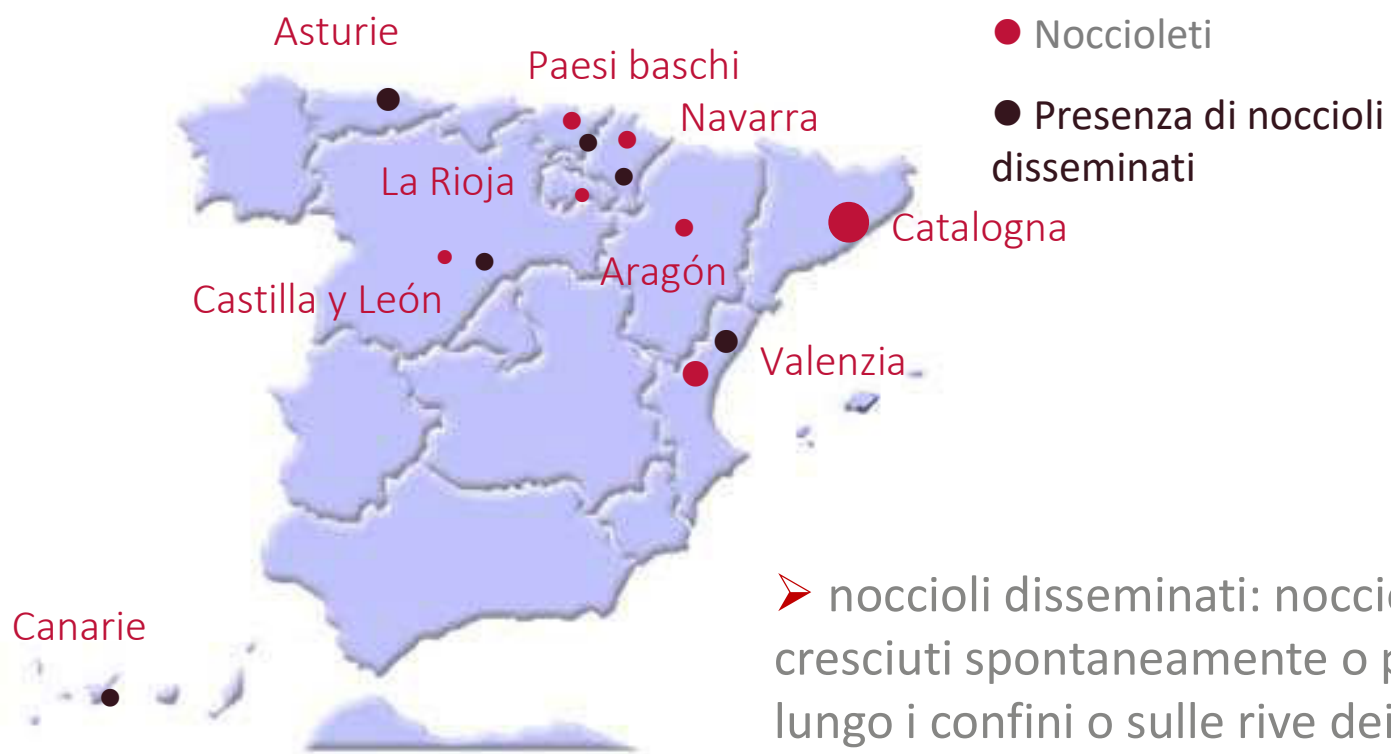 Asturie
Paesi baschi
Navarra
La Rioja
Catalogna
Aragón
Castilla y León
Valenzia
Canarie
Noccioleti
Presenza di noccioli
disseminati
noccioli disseminati:
cresciuti spontaneamente o
lungo i confini o sulle rive dei